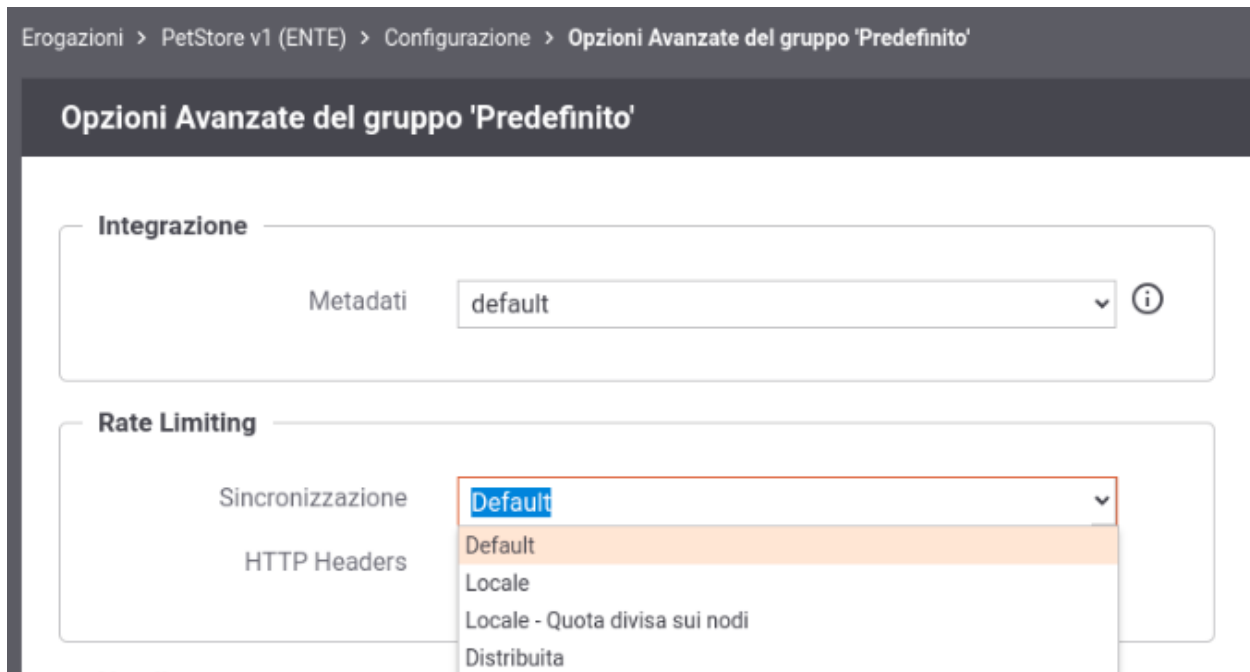 Erogazioni > PetStore v1 (ENTE) > Configurazione > Opzioni Avanzate del gruppo 'Predefinito'
Opzioni Avanzate del gruppo 'Predefinito'
Integrazione
Metadati default
Rate Limiting
Sincronizzazione Default
HTTP Headers
Default
Locale
Locale - Quota divisa sui nodi
Distribuita